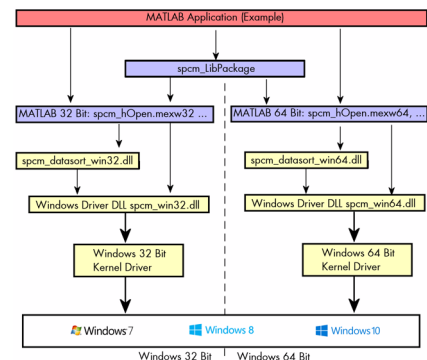 MATLAB Application (Example)
spcm_LibPackage
MATLAB 32 Bit: spcm_hOpen.mexw32 ...
MATLAB 64 Bit: spcm_hOpen.mexw64, ...
spcm_datasort_win32.dll
spcm_datasort_win64.dll
Windows Driver DLL spcm_win32.dll
Windows Driver DLL spcm_win64.dll
Windows 32 Bit
Kernel Driver
Windows 64 Bit
Kernel Driver
Windows 7
Windows 8
Windows 10
Windows 32 Bit
Windows 64 Bit